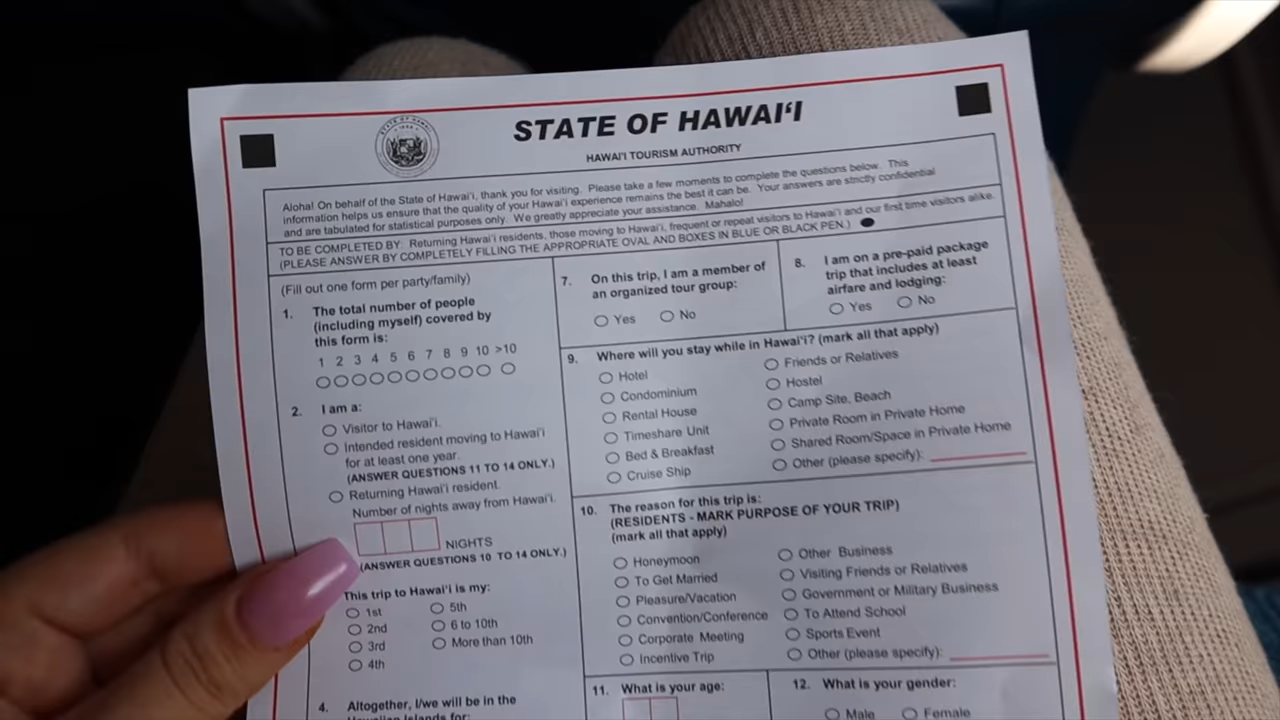 STATE OF HAWAI‘I
HAWAI‘I TOURISM AUTHORITY
Aloha! On behalf of the State of Hawai‘i, thank you for visiting. Please take a few moments to complete the questions below. This
information helps us ensure that the quality of your Hawai‘i experience remains the best it can be. Your answers are strictly confidential
and are tabulated for statistical purposes only. We greatly appreciate your assistance. Mahalo!
TO BE COMPLETED BY: Returning Hawai‘i residents, those moving to Hawai‘i, frequent or repeat visitors to Hawai‘i and our first time visitors alike.
(PLEASE ANSWER BY COMPLETELY FILLING THE APPROPRIATE OVAL AND BOXES IN BLUE OR BLACK PEN.)
(Fill out one form per party/family)
1. The total number of people
(including myself) covered by
this form is:
1 2 3 4 5 6 7 8 9 10 >10
2. I am a:
Visitor to Hawai‘i.
Intended resident moving to Hawai‘i
for at least one year.
(ANSWER QUESTIONS 11 TO 14 ONLY.)
Returning Hawai‘i resident.
Number of nights away from Hawai‘i.
NIGHTS
(ANSWER QUESTIONS 10 TO 14 ONLY.)
This trip to Hawai‘i is my:
1st
2nd
3rd
4th
5th
6 to 10th
More than 10th
4. Altogether, I/we will be in the
Hawaiian Islands for:
7. On this trip, I am a member of
an organized tour group:
Yes No
8. I am on a pre-paid package
trip that includes at least
airfare and lodging:
Yes No
9. Where will you stay while in Hawai‘i? (mark all that apply)
Hotel
Condominium
Rental House
Timeshare Unit
Bed & Breakfast
Cruise Ship
Friends or Relatives
Hostel
Camp Site, Beach
Private Room in Private Home
Shared Room/Space in Private Home
Other (please specify):
10. The reason for this trip is:
(RESIDENTS - MARK PURPOSE OF YOUR TRIP)
(mark all that apply)
Honeymoon
To Get Married
Pleasure/Vacation
Convention/Conference
Corporate Meeting
Incentive Trip
Other Business
Visiting Friends or Relatives
Government or Military Business
To Attend School
Sports Event
Other (please specify):
11. What is your age:
12. What is your gender:
Male Female